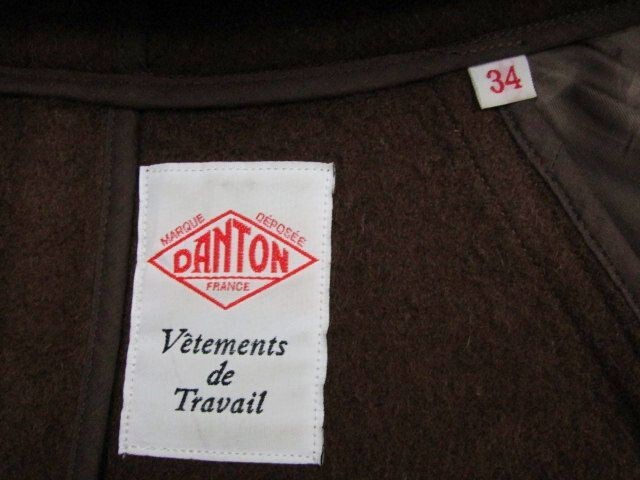 34
MARQUE DÉPOSÉE
DANTON
FRANCE
Vêtements
de
Travail